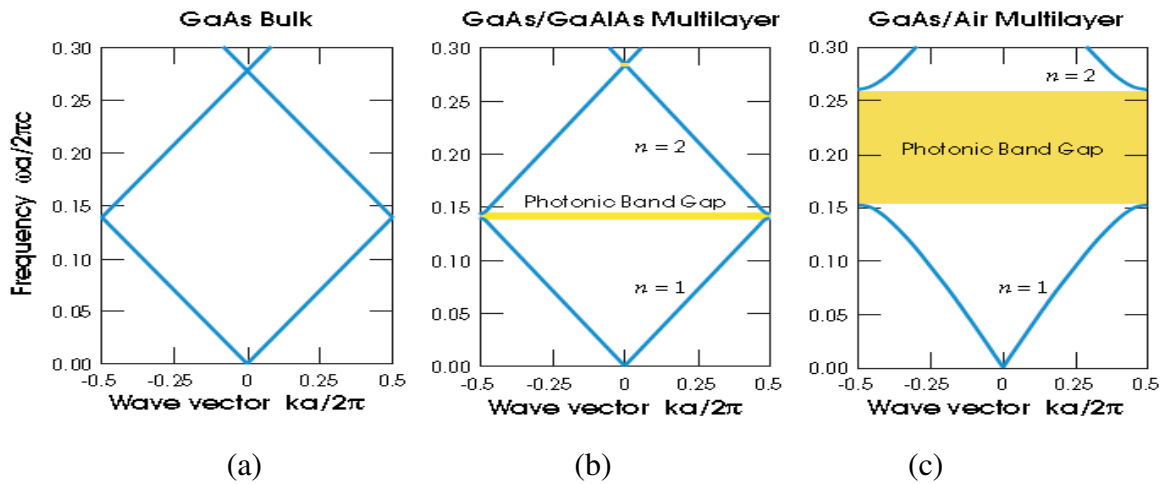 GaAs Bulk
0.30
0.25
0.20
0.15
0.10
0.05
0.00
-0.5 -0.25 0 0.25 0.5
Frequency ωa/2πc
Wave vector ka/2π
(a)
GaAs/GaAlAs Multilayer
0.30
0.25
0.20
0.15
0.10
0.05
0.00
n = 2
Photonic Band Gap
n = 1
-0.5 -0.25 0 0.25 0.5
Wave vector ka/2π
(b)
GaAs/Air Multilayer
0.30
0.25
0.20
0.15
0.10
0.05
0.00
n = 2
Photonic Band Gap
n = 1
-0.5 -0.25 0 0.25 0.5
Wave vector ka/2π
(c)